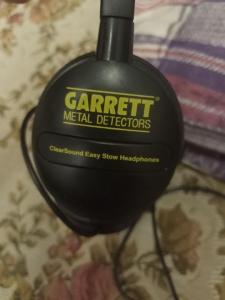 GARRETT®
METAL DETECTORS
ClearSound Easy Stow Headphones